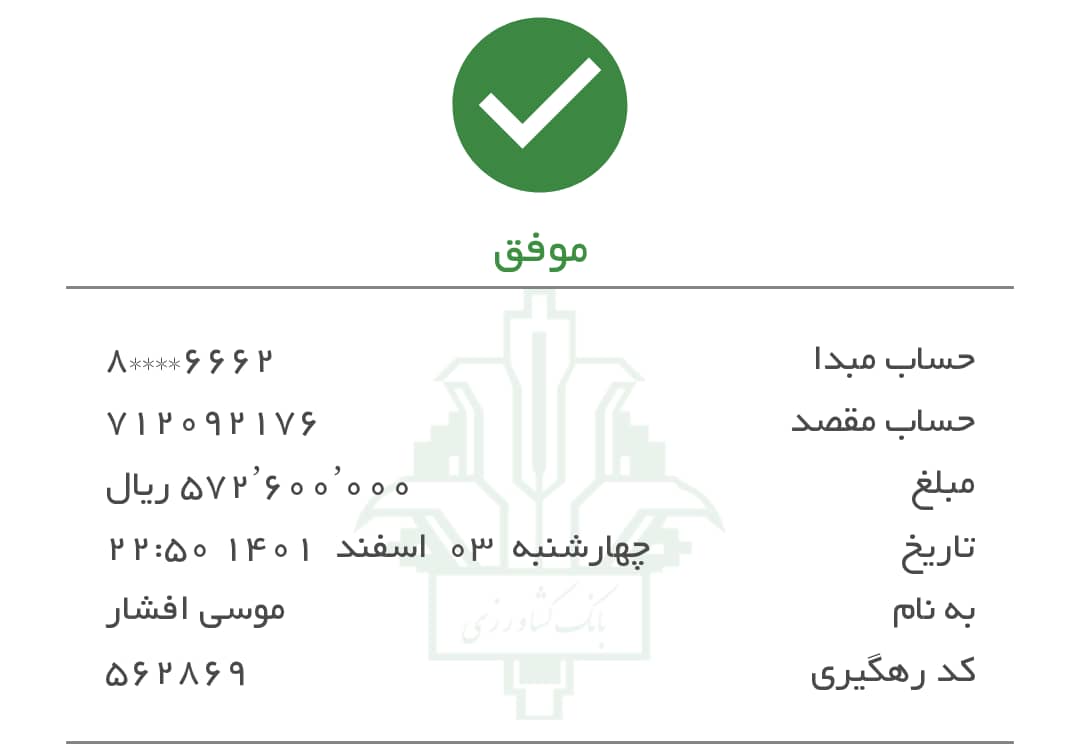 موفق
حساب مبدا ۸****۶۶۶۲
حساب مقصد ۷۱۲۰۹۲۱۷۶
مبلغ ۵۷۲٬۶۰۰٬۰۰۰ ریال
تاریخ چهارشنبه ۰۳ اسفند ۱۴۰۱ ۲۲:۵۰
به نام موسی افشار
بانک کشاورزی
کد رهگیری ۵۶۲۸۶۹